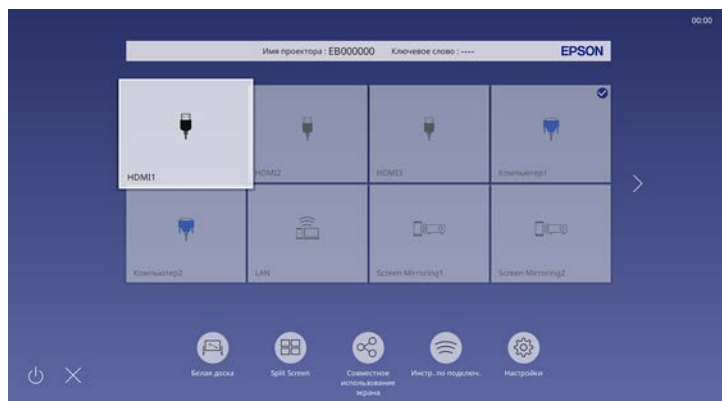 00:00
Имя проектора : EB000000 Ключевое слово : ---- EPSON
HDMI1 HDMI2 HDMI3 Компьютер1
Компьютер2 LAN Screen Mirroring1 Screen Mirroring2
Белая доска Split Screen Совместное Инстр. по подключ. Настройки
использование
экрана